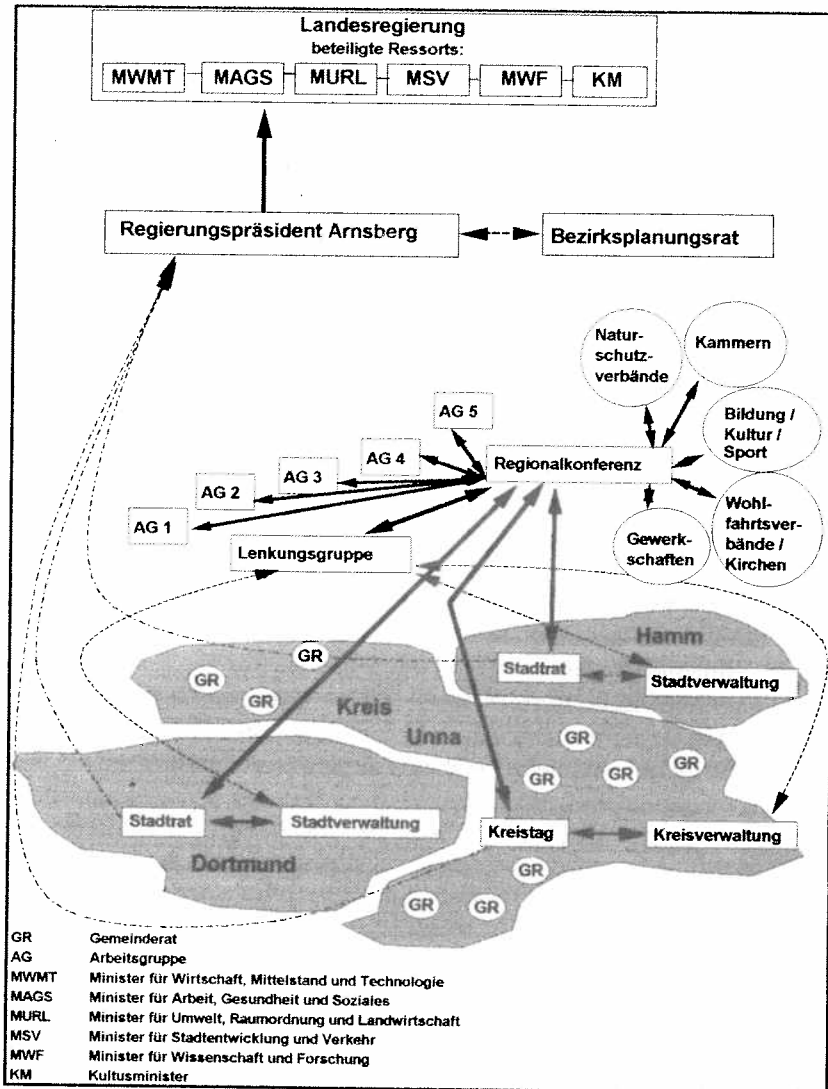 Landesregierung
beteiligte Ressorts:
MWMT MAGS MURL MSV MWF KM
Regierungspräsident Arnsberg
Bezirksplanungsrat
Natur-
schutz-
verbände
Kammern
Bildung /
Kultur /
Sport
Wohl-
fahrtsver-
bände /
Kirchen
Gewerk-
schaften
Regionalkonferenz
AG 5
AG 4
AG 3
AG 2
AG 1
Lenkungsgruppe
Hamm
Stadtrat
Stadtverwaltung
GR
GR
GR
Kreis
Unna
GR
GR
GR
GR
Stadtrat
Stadtverwaltung
Dortmund
Kreistag
Kreisverwaltung
GR
GR
GR
GR Gemeinderat
AG Arbeitsgruppe
MWMT Minister für Wirtschaft, Mittelstand und Technologie
MAGS Minister für Arbeit, Gesundheit und Soziales
MURL Minister für Umwelt, Raumordnung und Landwirtschaft
MSV Minister für Stadtentwicklung und Verkehr
MWF Minister für Wissenschaft und Forschung
KM Kultusminister